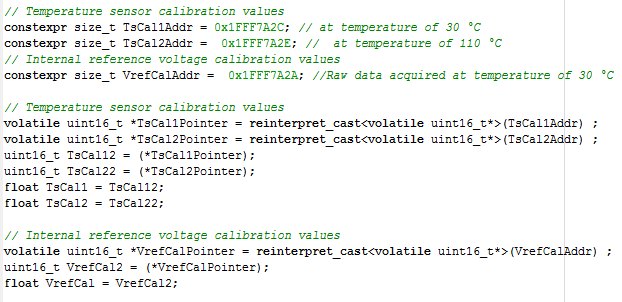 // Temperature sensor calibration values
constexpr size_t TsCal1Addr = 0x1FFF7A2C; // at temperature of 30 °C
constexpr size_t TsCal2Addr =  0x1FFF7A2E; //  at temperature of 110 °C
// Internal reference voltage calibration values
constexpr size_t VrefCalAddr =  0x1FFF7A2A; //Raw data acquired at temperature of 30 °C
// Temperature sensor calibration values
volatile uint16_t *TsCal1Pointer = reinterpret_cast<volatile uint16_t*>(TsCal1Addr) ;
volatile uint16_t *TsCal2Pointer = reinterpret_cast<volatile uint16_t*>(TsCal2Addr) ;
uint16_t TsCal12 = (*TsCal1Pointer);
uint16_t TsCal22 = (*TsCal2Pointer);
float TsCal1 = TsCal12;
float TsCal2 = TsCal22;
// Internal reference voltage calibration values
volatile uint16_t *VrefCalPointer = reinterpret_cast<volatile uint16_t*>(VrefCalAddr) ;
uint16_t VrefCal2 = (*VrefCalPointer);
float VrefCal = VrefCal2;